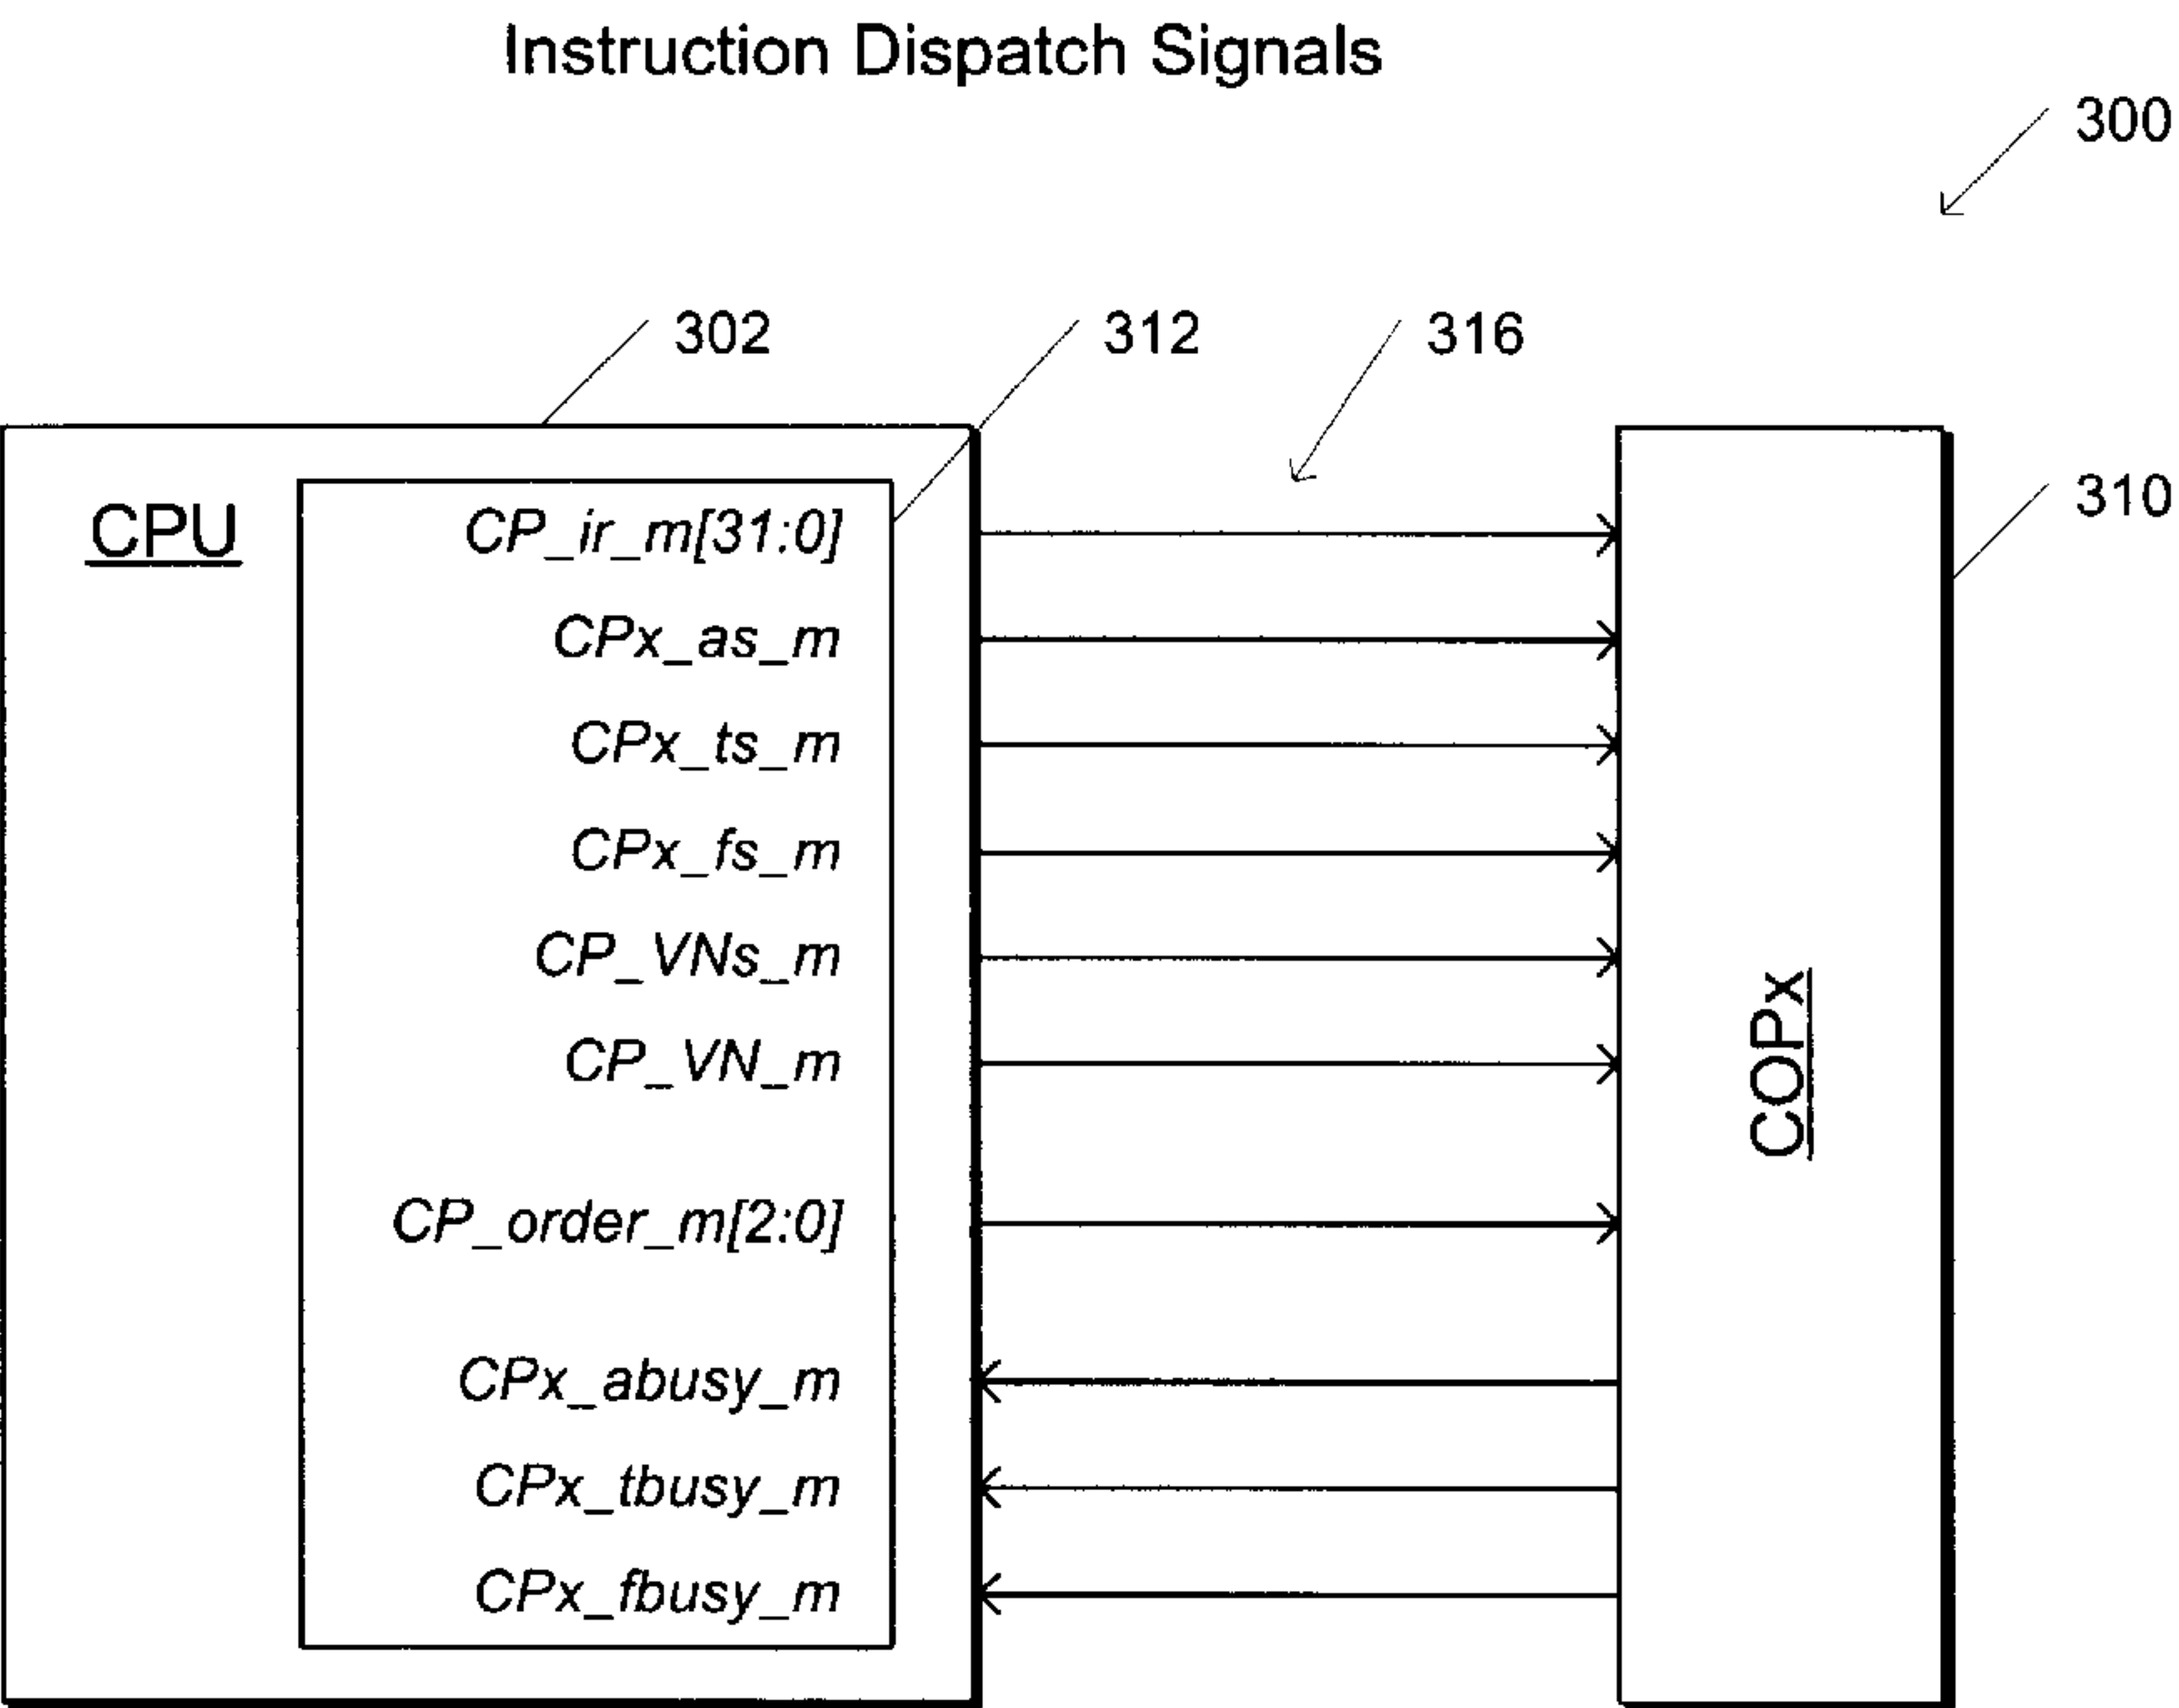 Instruction Dispatch Signals
300
302
312
316
310
CPU
CP_ir_m[31:0]
CPx_as_m
CPx_ts_m
CPx_fs_m
CP_VNs_m
CP_VN_m
CP_order_m[2:0]
CPx_abusy_m
CPx_tbusy_m
CPx_fbusy_m
COPx